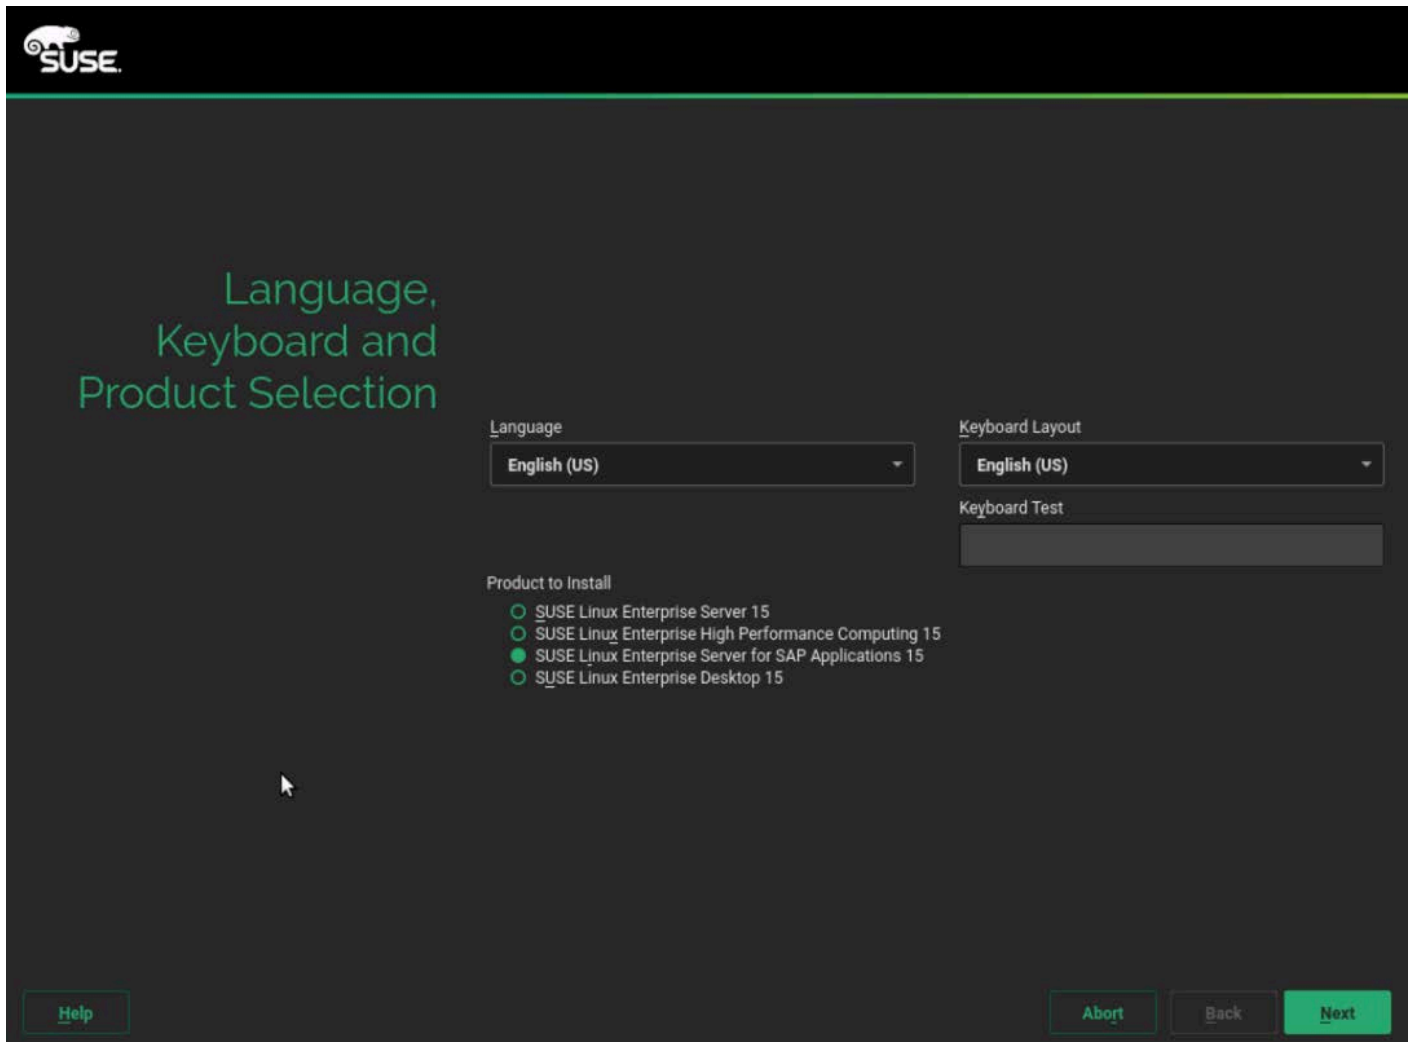 SUSE.
Language,
Keyboard and
Product Selection
Language
English (US)
Keyboard Layout
English (US)
Keyboard Test
Product to Install
SUSE Linux Enterprise Server 15
SUSE Linux Enterprise High Performance Computing 15
SUSE Linux Enterprise Server for SAP Applications 15
SUSE Linux Enterprise Desktop 15
Help
Abort
Back
Next